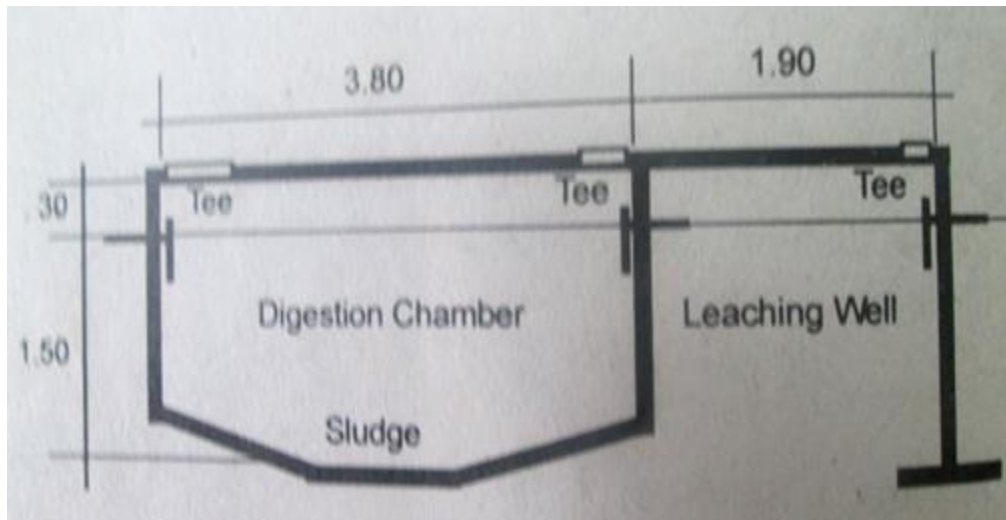 3.80
1.90
.30
Tee
Tee
Tee
Digestion Chamber
Leaching Well
1.50
Sludge